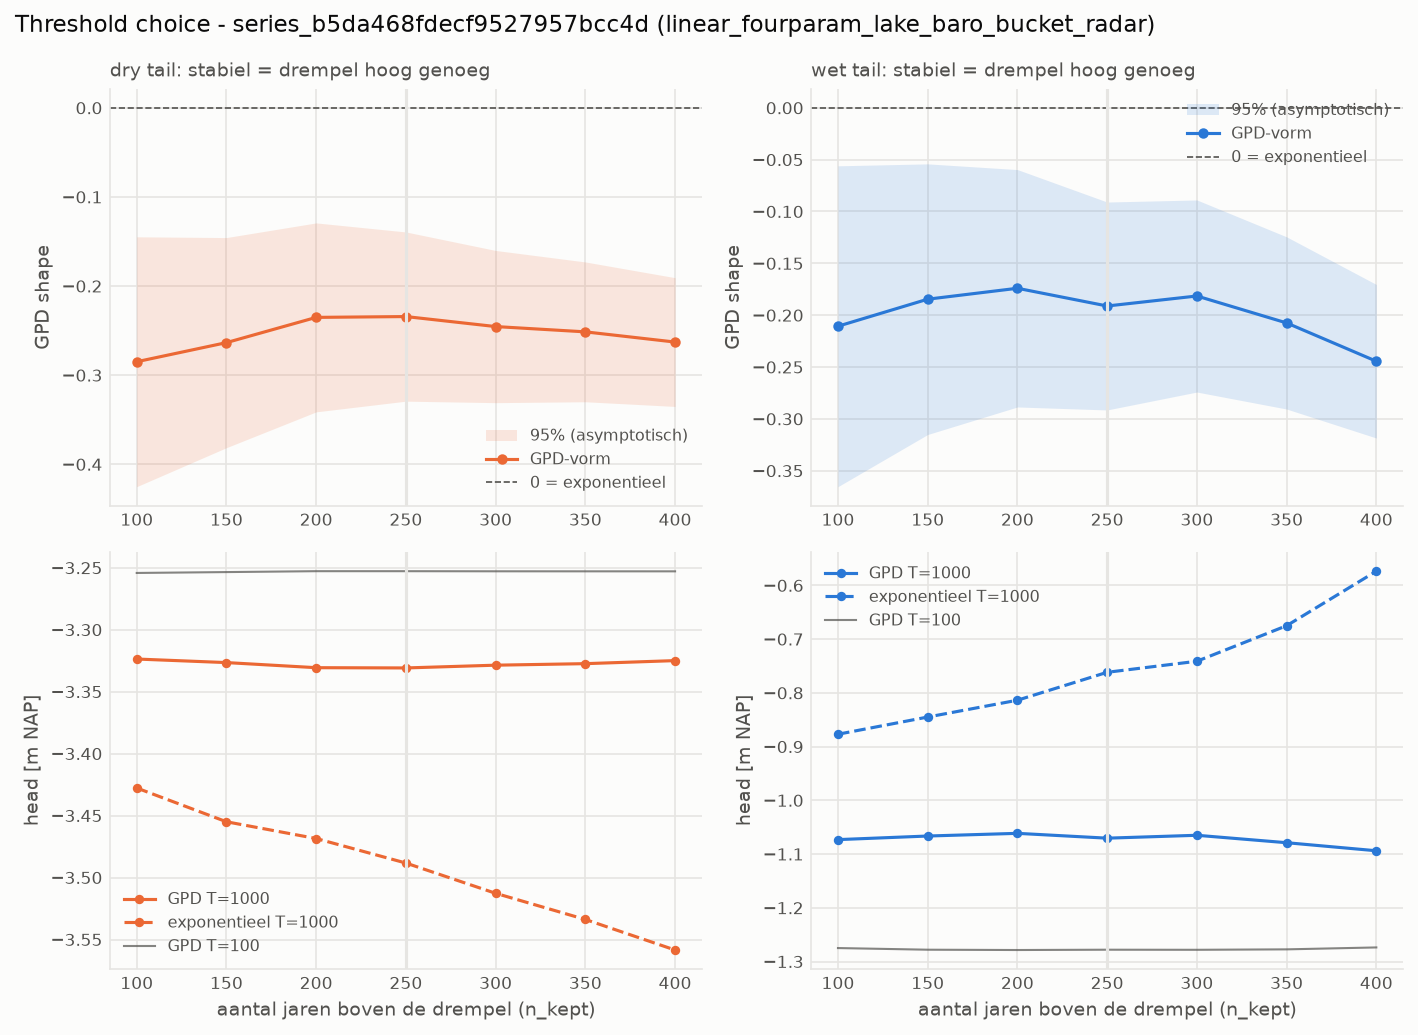 Threshold choice - series_b5da468fdecf9527957bcc4d (linear_fourparam_lake_baro_bucket_radar)
dry tail: stabiel = drempel hoog genoeg
0.0
−0.1
−0.2
−0.3
−0.4
GPD shape
95% (asymptotisch)
GPD-vorm
0 = exponentieel
100 150 200 250 300 350 400
wet tail: stabiel = drempel hoog genoeg
0.00
−0.05
−0.10
−0.15
−0.20
−0.25
−0.30
−0.35
GPD shape
95% (asymptotisch)
GPD-vorm
0 = exponentieel
100 150 200 250 300 350 400
−3.25
−3.30
−3.35
−3.40
−3.45
−3.50
−3.55
head [m NAP]
GPD T=1000
exponentieel T=1000
GPD T=100
100 150 200 250 300 350 400
aantal jaren boven de drempel (n_kept)
−0.6
−0.7
−0.8
−0.9
−1.0
−1.1
−1.2
−1.3
head [m NAP]
GPD T=1000
exponentieel T=1000
GPD T=100
100 150 200 250 300 350 400
aantal jaren boven de drempel (n_kept)